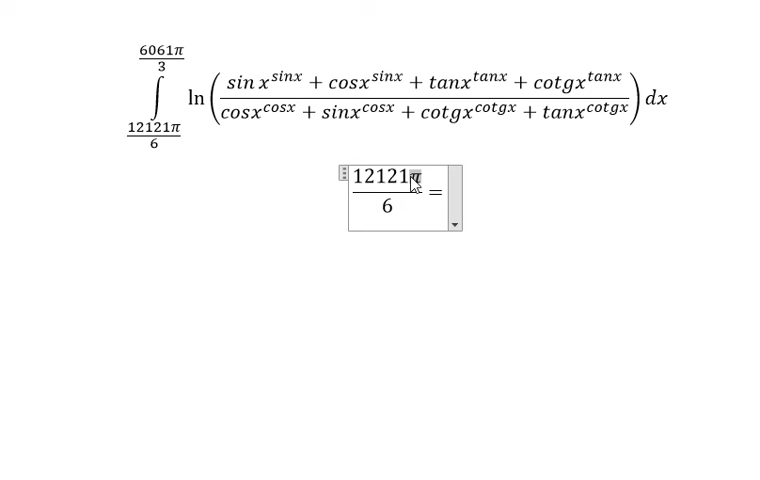 ∫_{12121π/6}^{6061π/3} ln((sin x^{sinx} + cosx^{sinx} + tanx^{tanx} + cotgx^{tanx})/(cosx^{cosx} + sinx^{cosx} + cotgx^{cotgx} + tanx^{cotgx})) dx
12121π/6 =